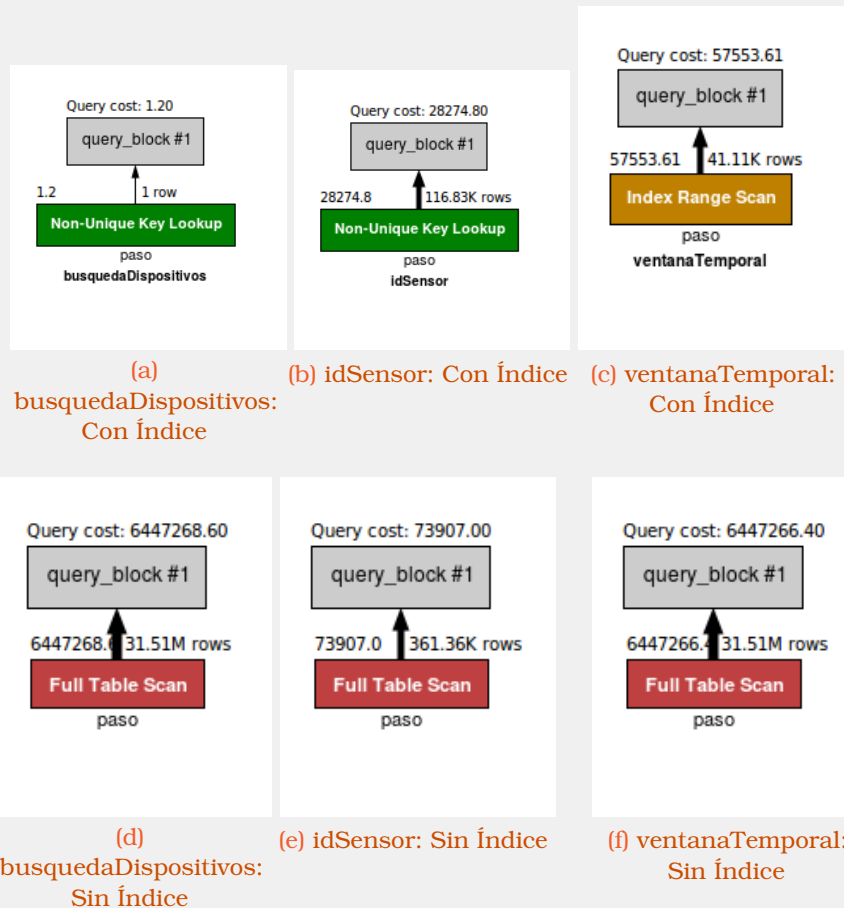 Query cost: 1.20
query_block #1
1.2
1 row
Non-Unique Key Lookup
paso
busquedaDispositivos
(a)
busquedaDispositivos:
Con Índice
Query cost: 28274.80
query_block #1
28274.8
116.83K rows
Non-Unique Key Lookup
paso
idSensor
(b) idSensor: Con Índice
Query cost: 57553.61
query_block #1
57553.61
41.11K rows
Index Range Scan
paso
ventanaTemporal
(c) ventanaTemporal:
Con Índice
Query cost: 6447268.60
query_block #1
6447268.6
31.51M rows
Full Table Scan
paso
(d)
busquedaDispositivos:
Sin Índice
Query cost: 73907.00
query_block #1
73907.0
361.36K rows
Full Table Scan
paso
(e) idSensor: Sin Índice
Query cost: 6447266.40
query_block #1
6447266.4
31.51M rows
Full Table Scan
paso
(f) ventanaTemporal:
Sin Índice